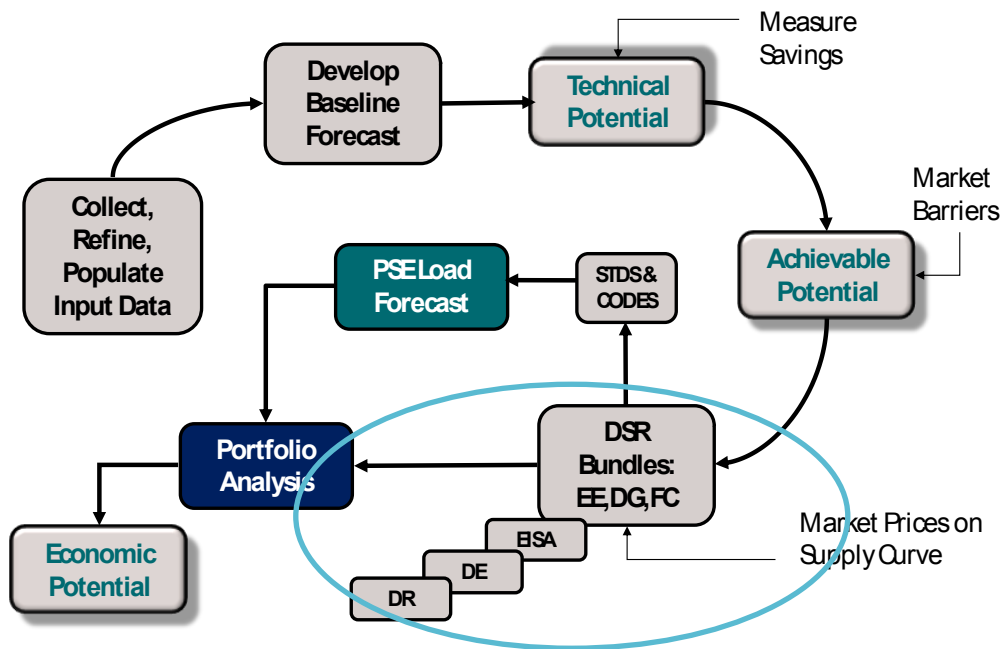 Measure
Savings
Develop
Baseline
Forecast
Technical
Potential
Collect,
Refine,
Populate
Input Data
Market
Barriers
PSE Load
Forecast
STDS &
CODES
Achievable
Potential
Portfolio
Analysis
DSR
Bundles:
EE, DG, FC
Market Prices on
Supply Curve
EISA
DE
DR
Economic
Potential